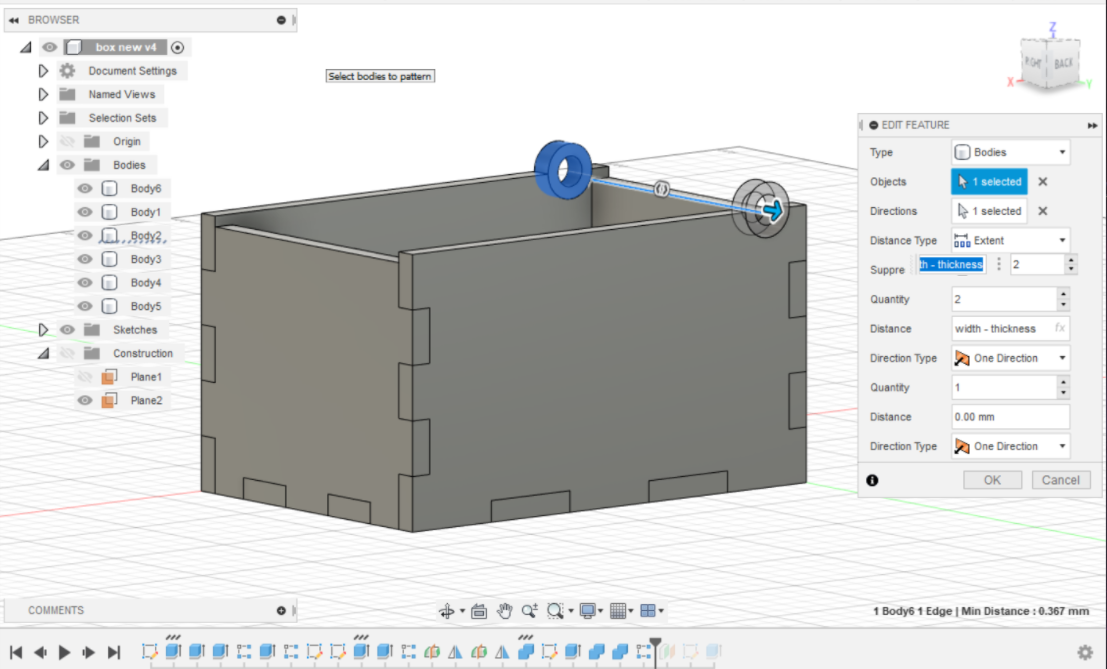 BROWSER
box new v4
Document Settings
Named Views
Selection Sets
Origin
Bodies
Body6
Body1
Body2
Body3
Body4
Body5
Sketches
Construction
Plane1
Plane2
Select bodies to pattern
Z
RIGHT BACK
X
Y
EDIT FEATURE
Type Bodies
Objects 1 selected
Directions 1 selected
Distance Type Extent
Suppre th - thickness 2
Quantity 2
Distance width - thickness fx
Direction Type One Direction
Quantity 1
Distance 0.00 mm
Direction Type One Direction
OK Cancel
COMMENTS
1 Body6 1 Edge | Min Distance : 0.367 mm